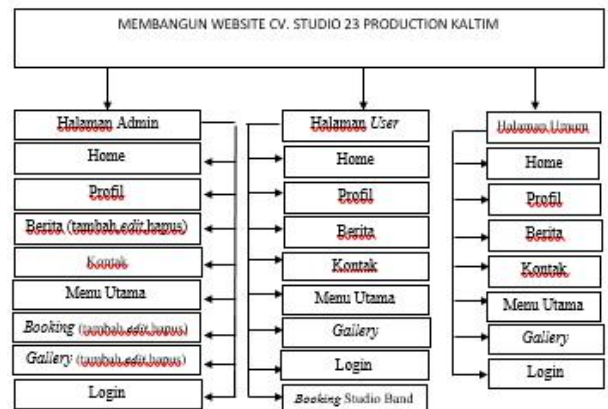 MEMBANGUN WEBSITE CV. STUDIO 23 PRODUCTION KALTIM
Halaman Admin
Home
Profil
Berita (tambah,edit,hapus)
Kontak
Menu Utama
Booking (tambah,edit,hapus)
Gallery (tambah,edit,hapus)
Login
Halaman User
Home
Profil
Berita
Kontak
Menu Utama
Gallery
Login
Booking Studio Band
Halaman Umum
Home
Profil
Berita
Kontak
Menu Utama
Gallery
Login